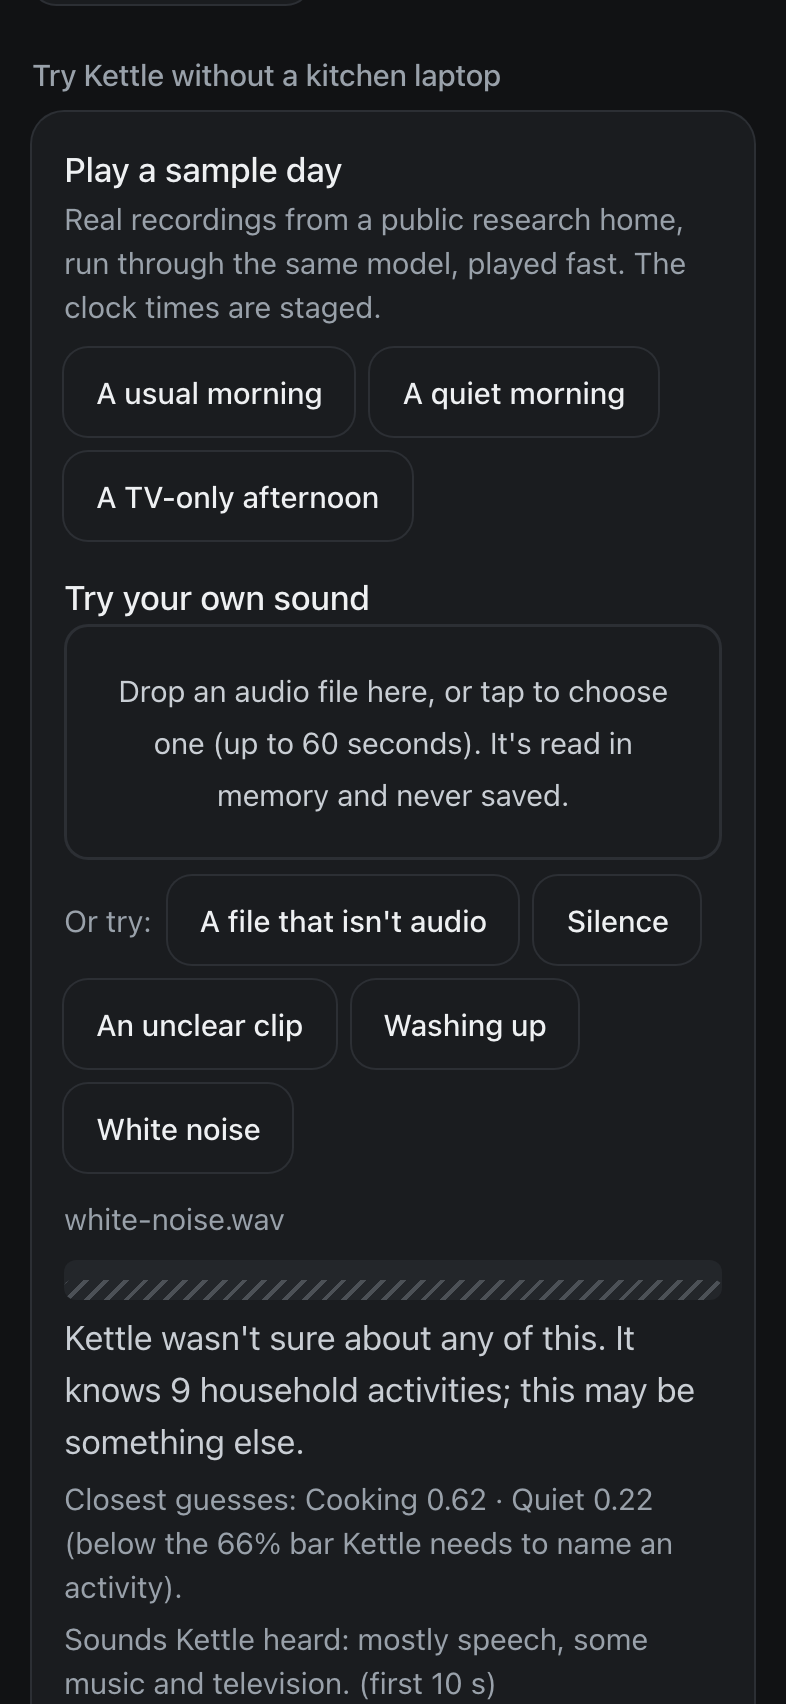 Try Kettle without a kitchen laptop
Play a sample day
Real recordings from a public research home,
run through the same model, played fast. The
clock times are staged.
A usual morning
A quiet morning
A TV-only afternoon
Try your own sound
Drop an audio file here, or tap to choose
one (up to 60 seconds). It's read in
memory and never saved.
Or try:
A file that isn't audio
Silence
An unclear clip
Washing up
White noise
white-noise.wav
Kettle wasn't sure about any of this. It
knows 9 household activities; this may be
something else.
Closest guesses: Cooking 0.62 · Quiet 0.22
(below the 66% bar Kettle needs to name an
activity).
Sounds Kettle heard: mostly speech, some
music and television. (first 10 s)